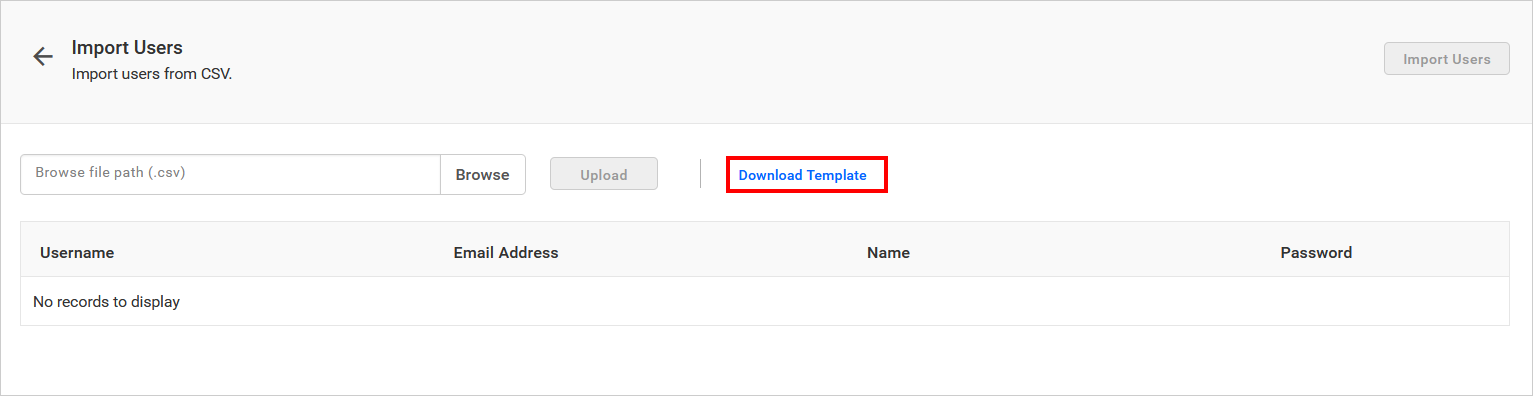 Import Users
Import users from CSV.
Import Users
Browse file path (.csv)
Browse
Upload
Download Template
Username
Email Address
Name
Password
No records to display